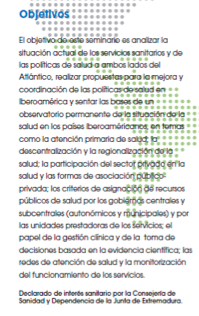 Objetivos
El objetivo de este seminario es analizar la
situación actual de los servicios sanitarios y de
las políticas de salud a ambos lados del
Atlántico, realizar propuestas para la mejora y
coordinación de las políticas de salud en
Iberoamérica y sentar las bases de un
observatorio permanente de la situación de la
salud en los países Iberoaméricanos, en temas
como la atención primaria de salud; la
descentralización y la regionalización de la
salud; la participación del sector privado en la
salud y las formas de asociación público-
privada; los criterios de asignación de recursos
públicos de salud por los gobiernos centrales y
subcentrales (autonómicos y municipales) y por
las unidades prestadoras de los servicios; el
papel de la gestión clínica y de la toma de
decisiones basada en la evidencia científica; las
redes de atención de salud y la monitorización
del funcionamiento de los servicios.
Declarado de interés sanitario por la Consejería de
Sanidad y Dependencia de la Junta de Extremadura.